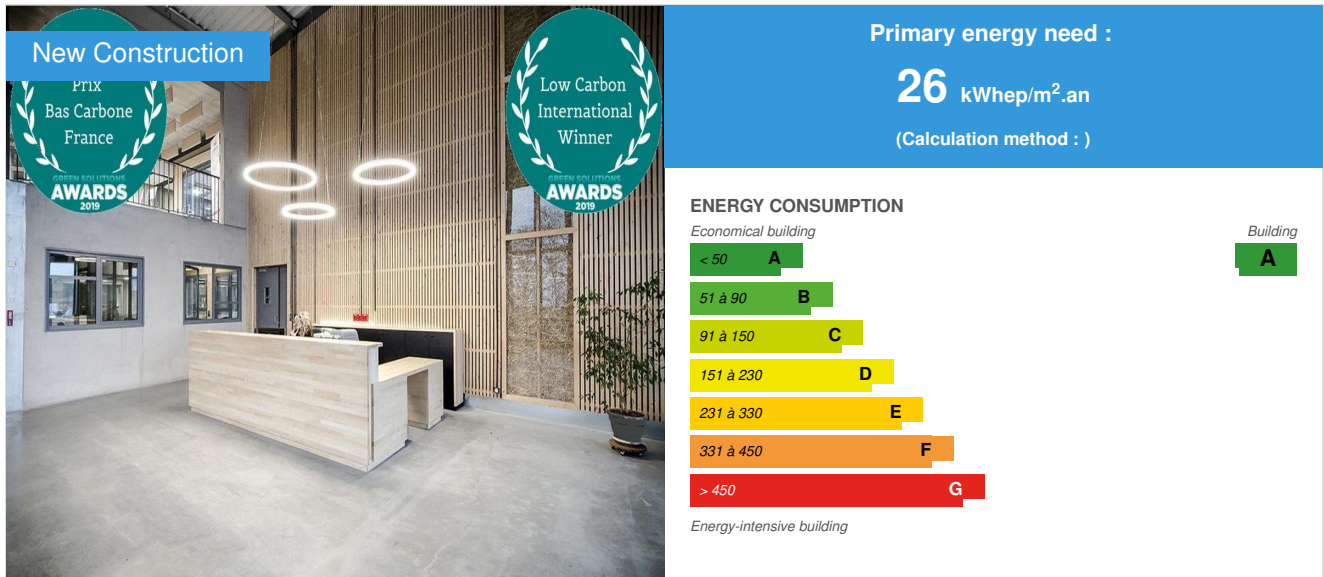 New Construction
Prix
Bas Carbone
France
GREEN SOLUTIONS
AWARDS
2019
Low Carbon
International
Winner
GREEN SOLUTIONS
AWARDS
2019
Primary energy need :
26 kWhep/m².an
(Calculation method : )
ENERGY CONSUMPTION
Economical building
Building
< 50 A
A
51 à 90 B
91 à 150 C
151 à 230 D
231 à 330 E
331 à 450 F
> 450 G
Energy-intensive building